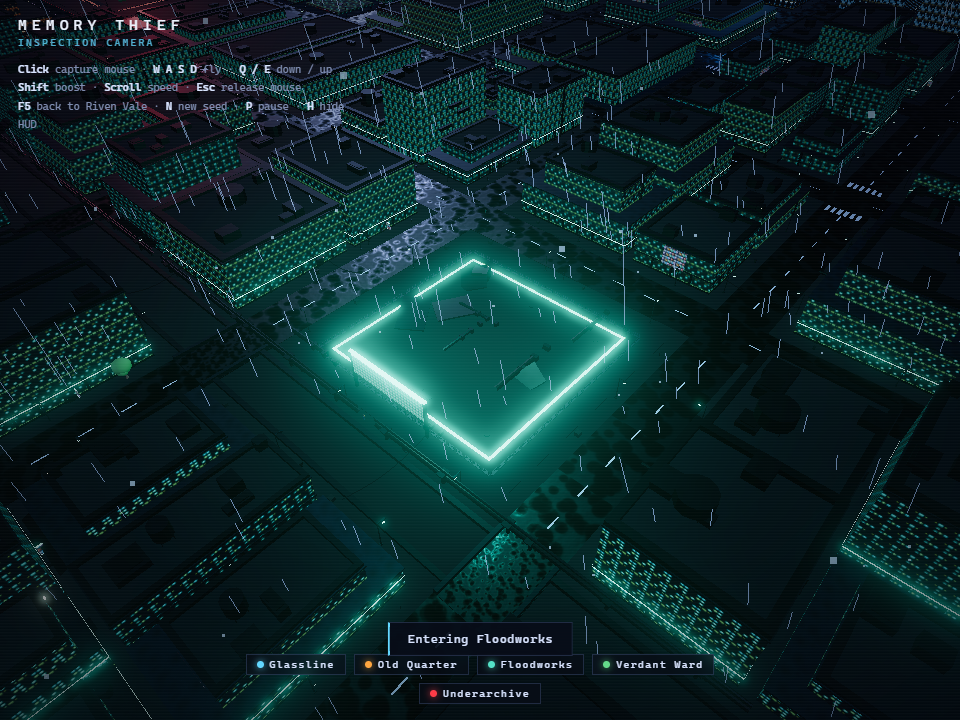 MEMORY THIEF
INSPECTION CAMERA
Click capture mouse · W A S D fly · Q / E down / up
Shift boost · Scroll speed · Esc release mouse
F5 back to Riven Vale · N new seed · P pause · H hide
HUD
Entering Floodworks
Glassline Old Quarter Floodworks Verdant Ward
Underarchive